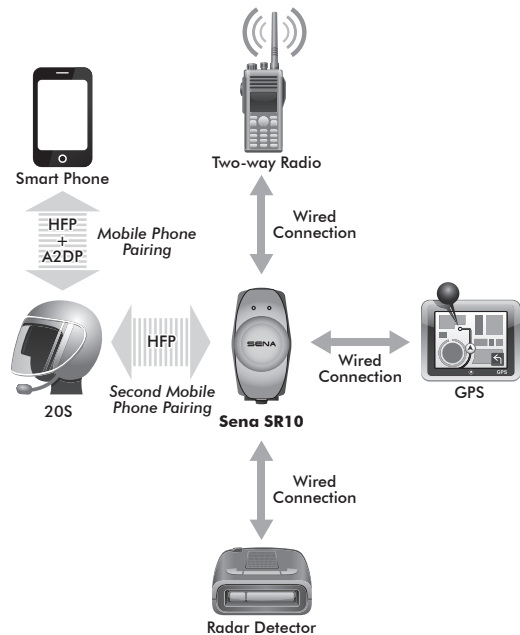 Two-way Radio
Smart Phone
HFP
+
A2DP
Mobile Phone
Pairing
Wired
Connection
HFP
SENA
Wired
Connection
GPS
20S
Second Mobile
Phone Pairing
Sena SR10
GPS
Wired
Connection
Radar Detector